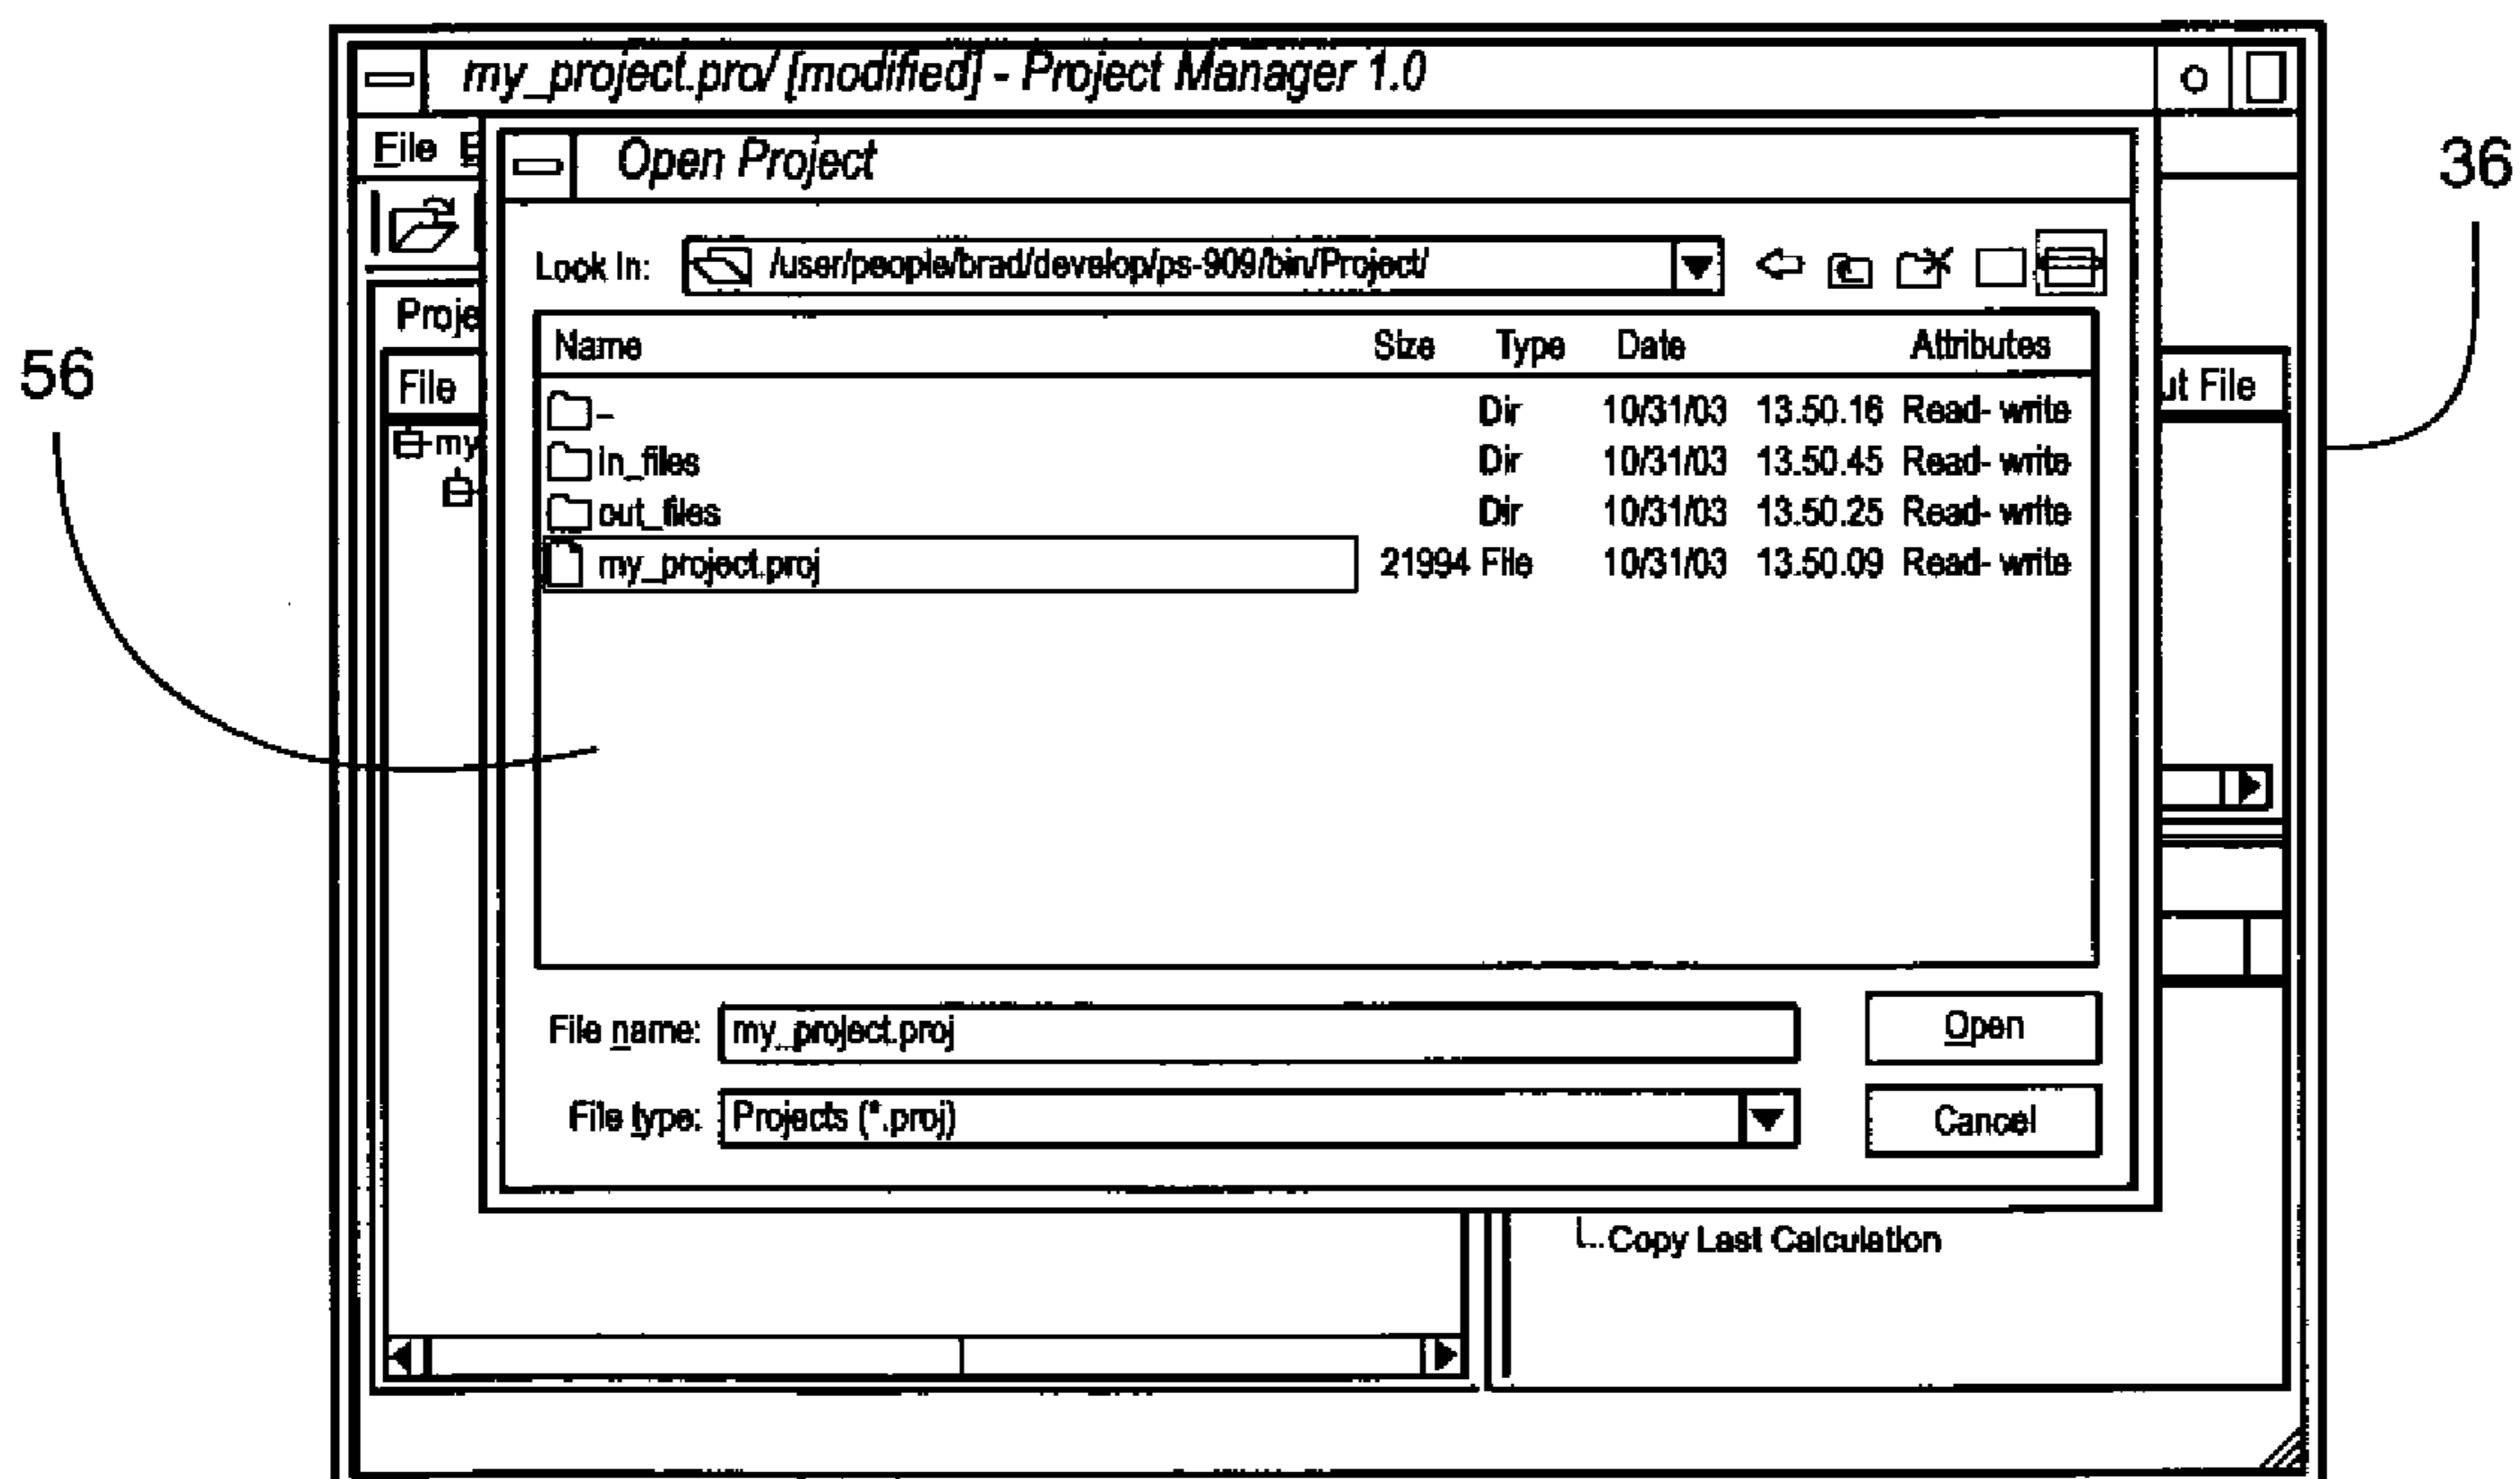 my_project.pro/ [modified] - Project Manager 1.0
File E
Open Project
36
Look In: /user/people/brad/develop/ps-909/bin/Project/
Proje
Name Size Type Date Attributes
56
File
ut File
– Dir 10/31/03 13.50.16 Read- write
my
in_files Dir 10/31/03 13.50.45 Read- write
out_files Dir 10/31/03 13.50.25 Read- write
my_project.proj 21994 File 10/31/03 13.50.09 Read- write
File name: my_project.proj
Open
File type: Projects (*.proj)
Cancel
Copy Last Calculation